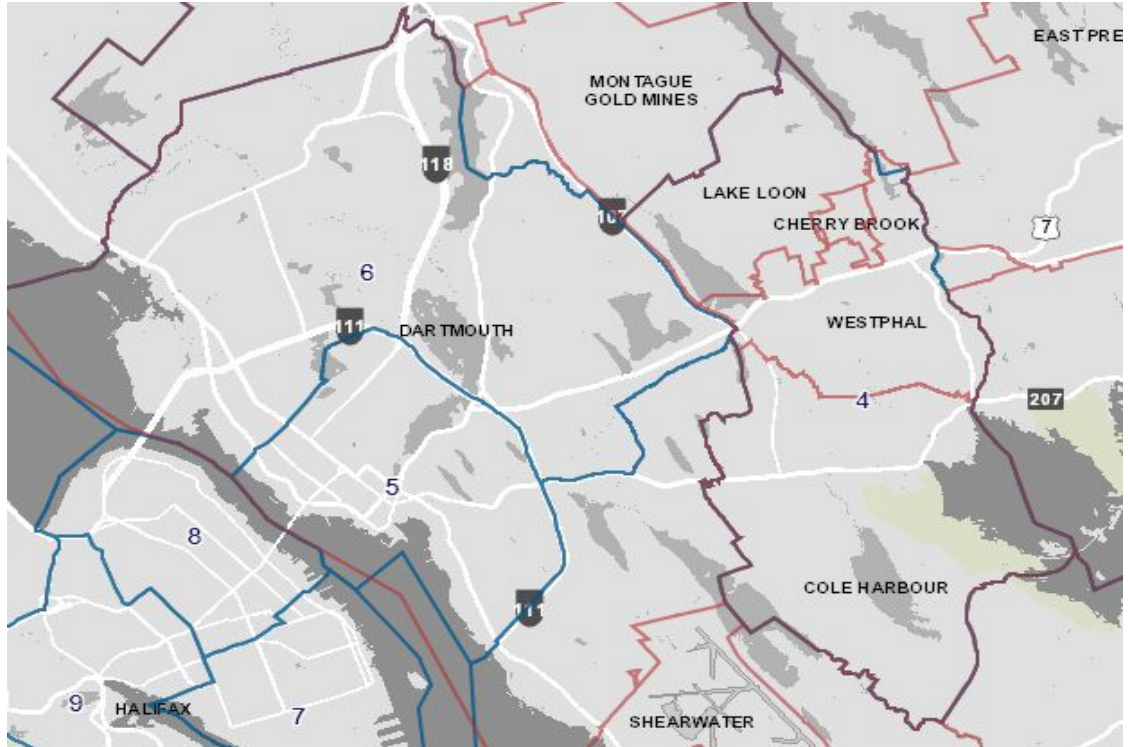 EAST PRE
MONTAGUE
GOLD MINES
118
LAKE LOON
107
CHERRY BROOK
7
6
111
DARTMOUTH
WESTPHAL
207
4
5
8
COLE HARBOUR
111
9
HALIFAX
7
SHEARWATER